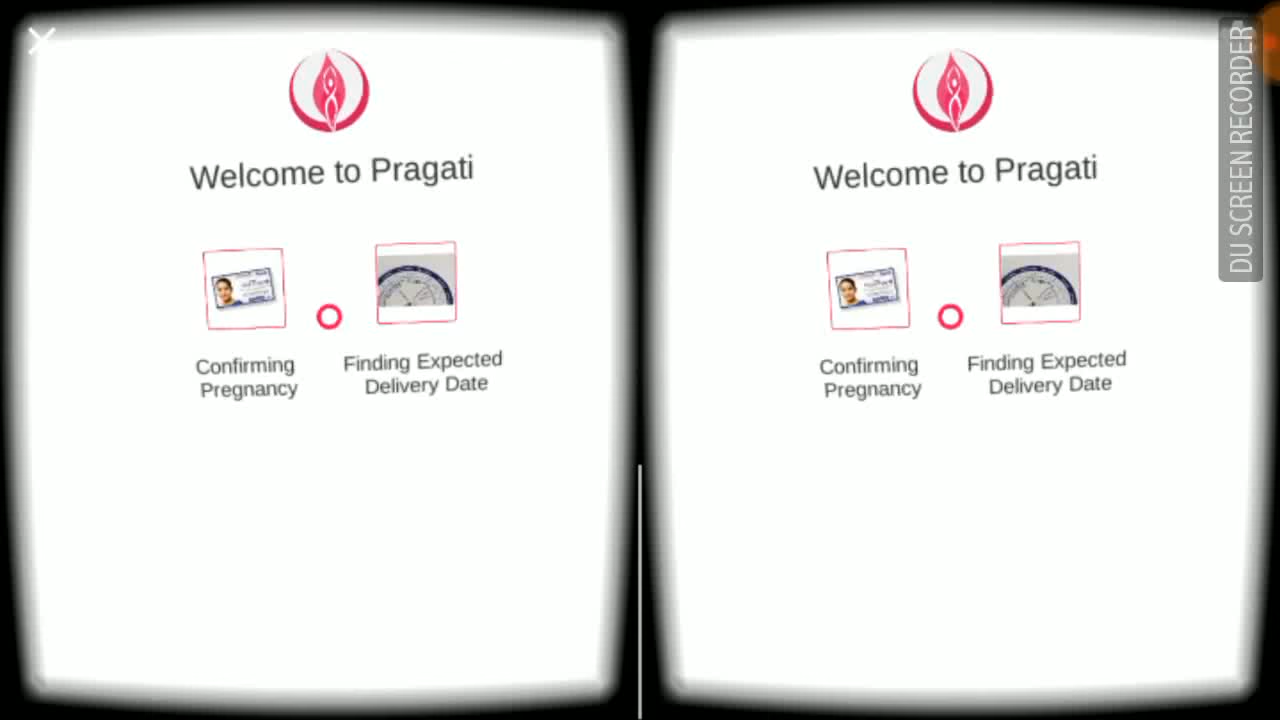 Welcome to Pragati
Confirming
Pregnancy
Finding Expected
Delivery Date
Welcome to Pragati
Confirming
Pregnancy
Finding Expected
Delivery Date
DU SCREEN RECORDER